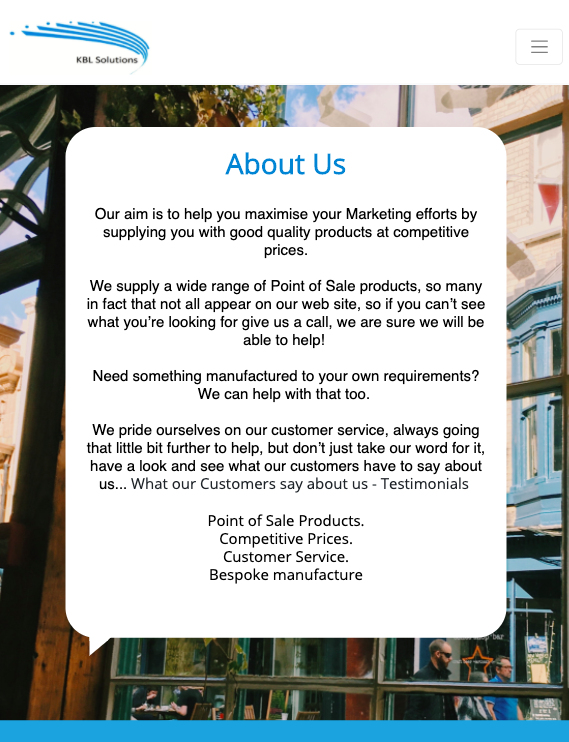 KBL Solutions
About Us
Our aim is to help you maximise your Marketing efforts by
supplying you with good quality products at competitive
prices.
We supply a wide range of Point of Sale products, so many
in fact that not all appear on our web site, so if you can’t see
what you’re looking for give us a call, we are sure we will be
able to help!
Need something manufactured to your own requirements?
We can help with that too.
We pride ourselves on our customer service, always going
that little bit further to help, but don’t just take our word for it,
have a look and see what our customers have to say about
us... What our Customers say about us - Testimonials
Point of Sale Products.
Competitive Prices.
Customer Service.
Bespoke manufacture
bar